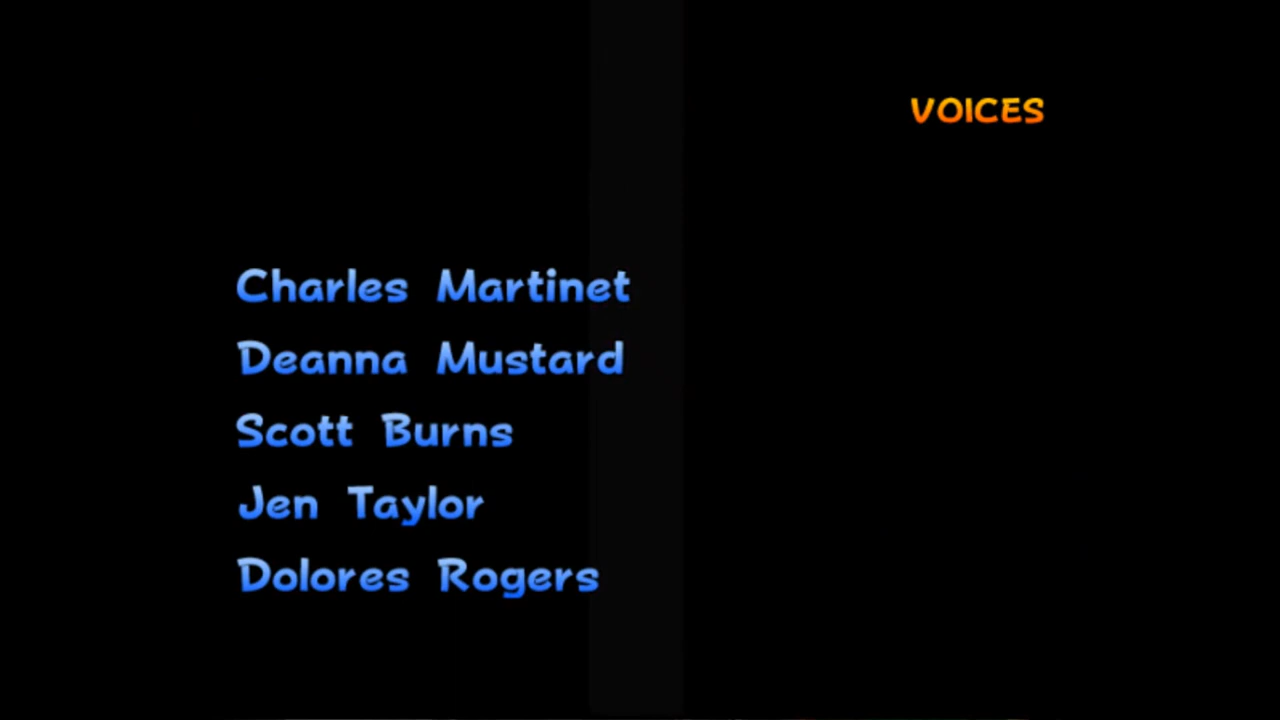 VOICES
Charles Martinet
Deanna Mustard
Scott Burns
Jen Taylor
Dolores Rogers